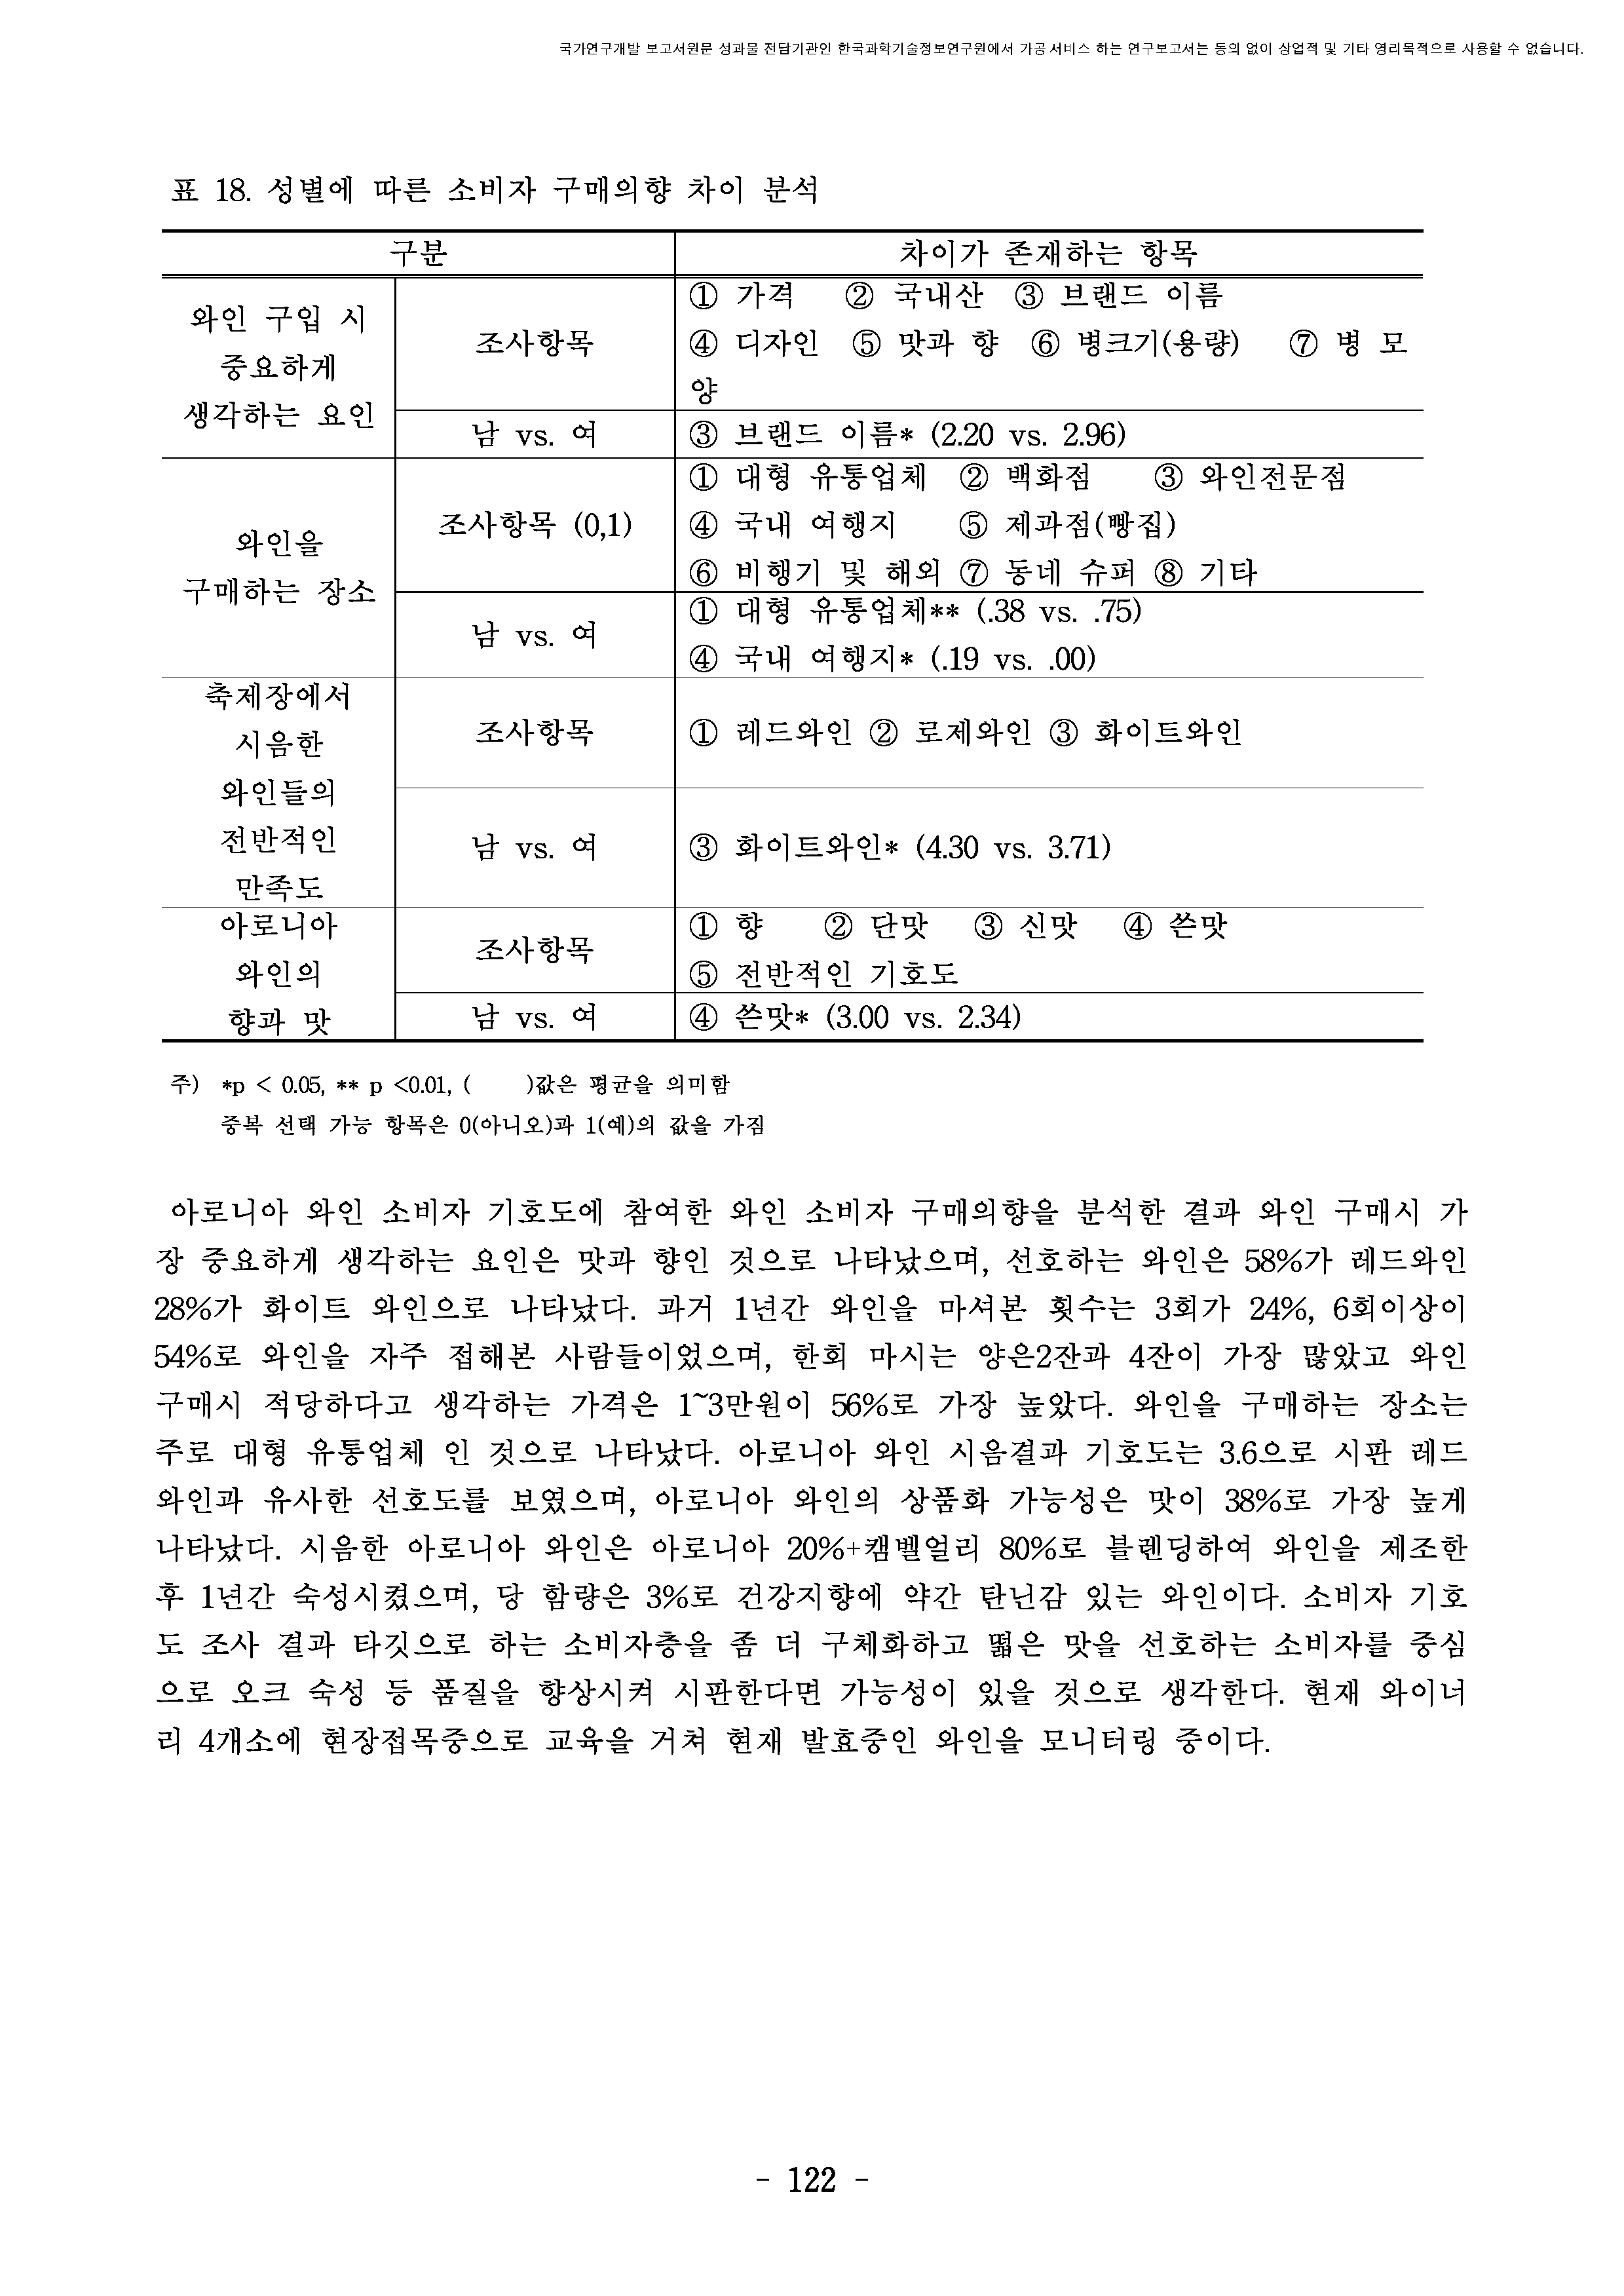 국가연구개발 보고서원문 성과물 전담기관인 한국과학기술정보연구원에서 가공·서비스 하는 연구보고서는 동의 없이 상업적 및 기타 영리목적으로 사용할 수 없습니다.
표 18. 성별에 따른 소비자 구매의향 차이 분석
구분 차이가 존재하는 항목
와인 구입 시
중요하게
생각하는 요인
조사항목
① 가격 ② 국내산 ③ 브랜드 이름
④ 디자인 ⑤ 맛과 향 ⑥ 병크기(용량) ⑦ 병 모
양
남 vs. 여 ③ 브랜드 이름* (2.20 vs. 2.96)
와인을
구매하는 장소
조사항목 (0,1)
① 대형 유통업체 ② 백화점 ③ 와인전문점
④ 국내 여행지 ⑤ 제과점(빵집)
⑥ 비행기 및 해외 ⑦ 동네 슈퍼 ⑧ 기타
남 vs. 여
① 대형 유통업체** (.38 vs. .75)
④ 국내 여행지* (.19 vs. .00)
축제장에서
시음한
와인들의
전반적인
만족도
조사항목 ① 레드와인 ② 로제와인 ③ 화이트와인
남 vs. 여 ③ 화이트와인* (4.30 vs. 3.71)
아로니아
와인의
향과 맛
조사항목
① 향 ② 단맛 ③ 신맛 ④ 쓴맛
⑤ 전반적인 기호도
남 vs. 여 ④ 쓴맛* (3.00 vs. 2.34)
주) *p < 0.05, ** p <0.01, ( )값은 평균을 의미함
중복 선택 가능 항목은 0(아니오)과 1(예)의 값을 가짐
아로니아 와인 소비자 기호도에 참여한 와인 소비자 구매의향을 분석한 결과 와인 구매시 가
장 중요하게 생각하는 요인은 맛과 향인 것으로 나타났으며, 선호하는 와인은 58%가 레드와인
28%가 화이트 와인으로 나타났다. 과거 1년간 와인을 마셔본 횟수는 3회가 24%, 6회이상이
54%로 와인을 자주 접해본 사람들이었으며, 한회 마시는 양은2잔과 4잔이 가장 많았고 와인
구매시 적당하다고 생각하는 가격은 1~3만원이 56%로 가장 높았다. 와인을 구매하는 장소는
주로 대형 유통업체 인 것으로 나타났다. 아로니아 와인 시음결과 기호도는 3.6으로 시판 레드
와인과 유사한 선호도를 보였으며, 아로니아 와인의 상품화 가능성은 맛이 38%로 가장 높게
나타났다. 시음한 아로니아 와인은 아로니아 20%+캠벨얼리 80%로 블렌딩하여 와인을 제조한
후 1년간 숙성시켰으며, 당 함량은 3%로 건강지향에 약간 탄닌감 있는 와인이다. 소비자 기호
도 조사 결과 타깃으로 하는 소비자층을 좀 더 구체화하고 떫은 맛을 선호하는 소비자를 중심
으로 오크 숙성 등 품질을 향상시켜 시판한다면 가능성이 있을 것으로 생각한다. 현재 와이너
리 4개소에 현장접목중으로 교육을 거쳐 현재 발효중인 와인을 모니터링 중이다.
- 122 -